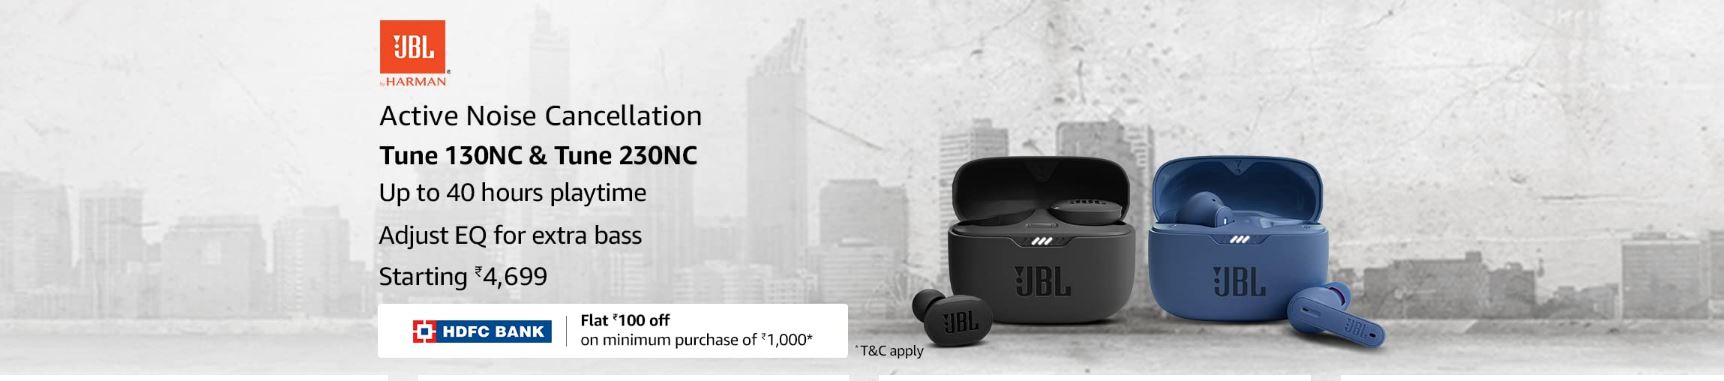 JBL
by HARMAN
Active Noise Cancellation
Tune 130NC & Tune 230NC
Up to 40 hours playtime
Adjust EQ for extra bass
Starting ₹4,699
HDFC BANK
Flat ₹100 off
on minimum purchase of ₹1,000*
*T&C apply
JBL
JBL
JBL
JBL